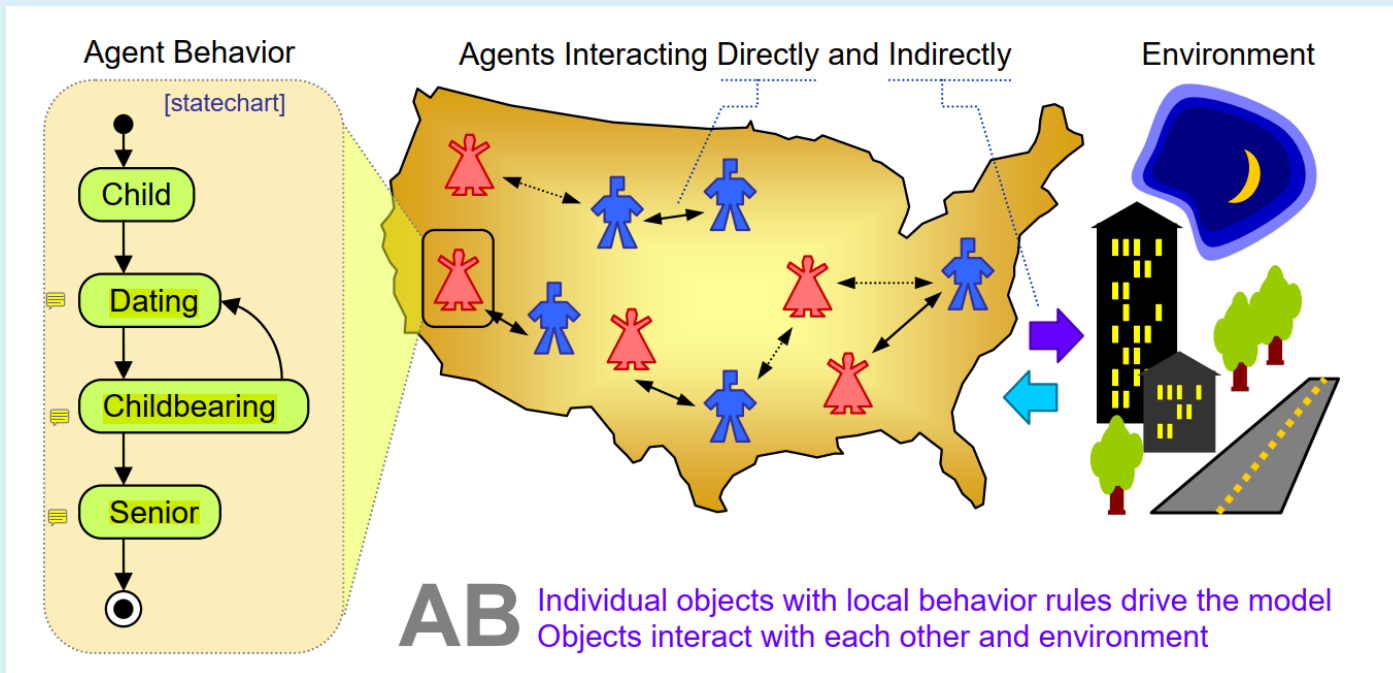 Agent Behavior
Agents Interacting Directly and Indirectly
Environment
[statechart]
Child
Dating
Childbearing
Senior
AB
Individual objects with local behavior rules drive the model
Objects interact with each other and environment